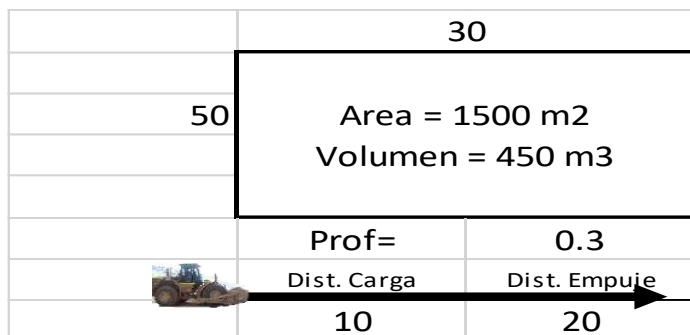 30
50
Area = 1500 m2
Volumen = 450 m3
Prof= 0.3
Dist. Carga Dist. Empuje
10 20